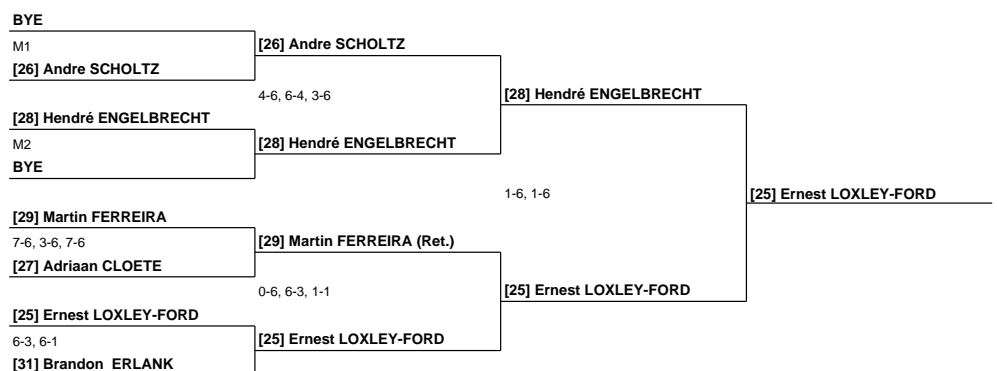 BYE
M1
[26] Andre SCHOLTZ
[26] Andre SCHOLTZ
4-6, 6-4, 3-6
[28] Hendré ENGELBRECHT
[28] Hendré ENGELBRECHT
M2
[28] Hendré ENGELBRECHT
BYE
1-6, 1-6
[25] Ernest LOXLEY-FORD
[29] Martin FERREIRA
7-6, 3-6, 7-6
[29] Martin FERREIRA (Ret.)
[27] Adriaan CLOETE
0-6, 6-3, 1-1
[25] Ernest LOXLEY-FORD
[25] Ernest LOXLEY-FORD
6-3, 6-1
[25] Ernest LOXLEY-FORD
[31] Brandon ERLANK